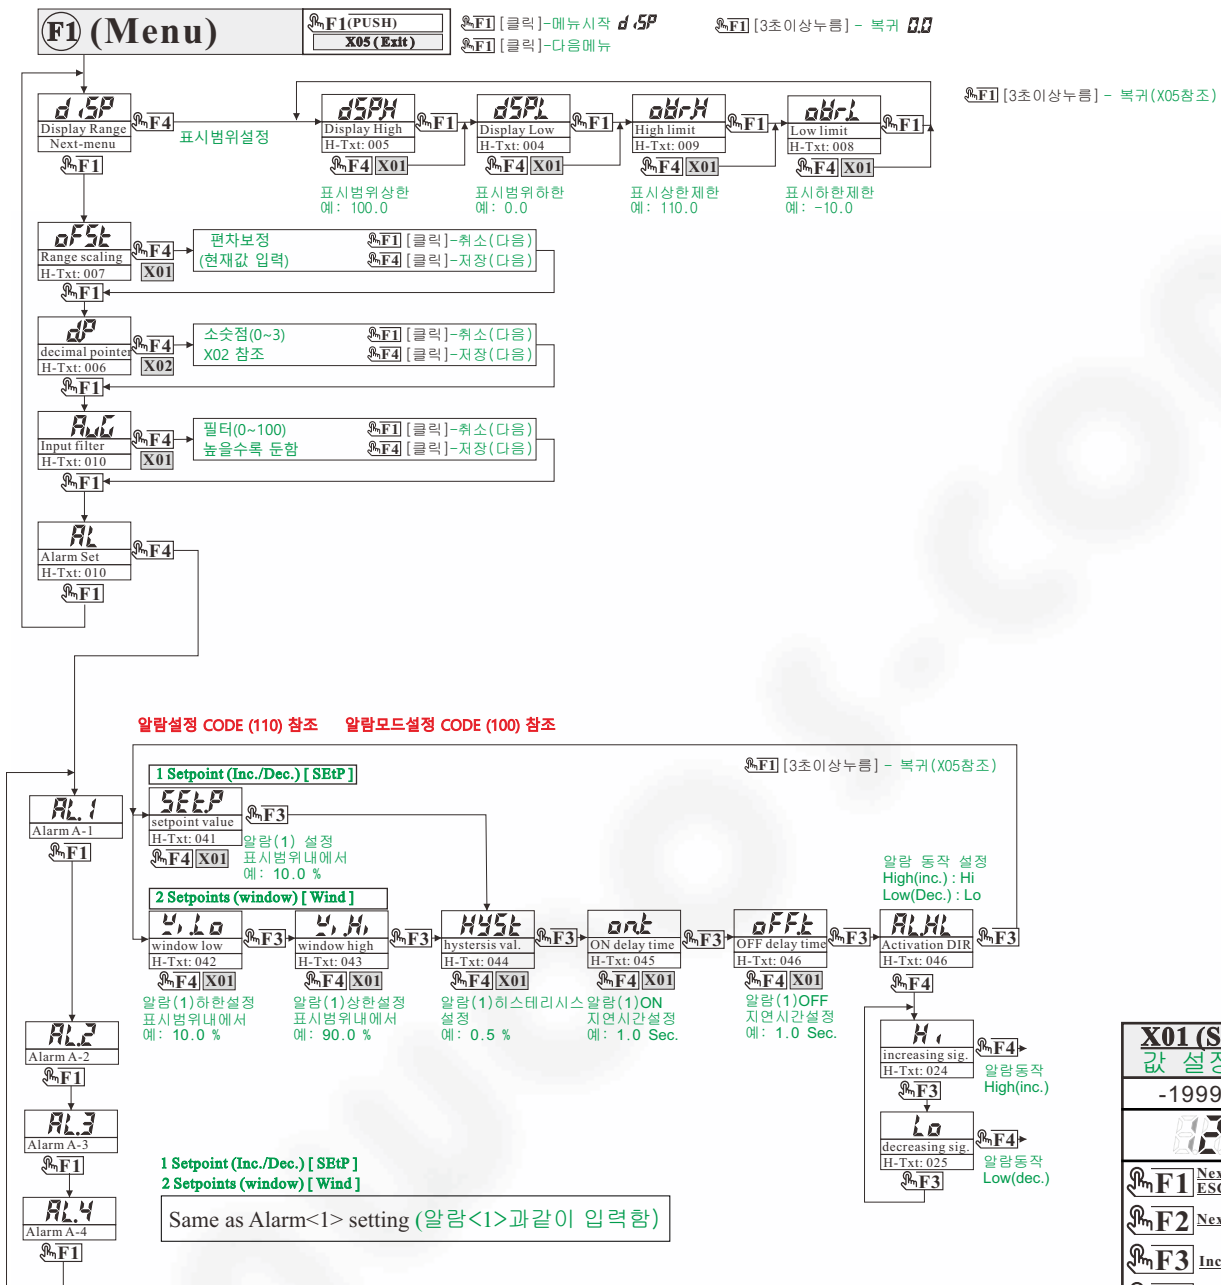 F1 (Menu)
F1(PUSH)
X05 (Exit)
F1 [클릭]-메뉴시작 diSP
F1 [클릭]-다음메뉴
F1 [3초이상누름] - 복귀 0.0
F1 [3초이상누름] - 복귀(X05참조)
diSP
Display Range
Next-menu
F4
표시범위설정
F1
dSPH
Display High
H-Txt: 005
F1
F4 X01
표시범위상한
예: 100.0
dSPL
Display Low
H-Txt: 004
F1
F4 X01
표시범위하한
예: 0.0
oVrH
High limit
H-Txt: 009
F1
F4 X01
표시상한제한
예: 110.0
oVrL
Low limit
H-Txt: 008
F1
F4 X01
표시하한제한
예: -10.0
oFSt
Range scaling
H-Txt: 007
F4
X01
F1
편차보정
(현재값 입력)
F1 [클릭]-취소(다음)
F4 [클릭]-저장(다음)
dP
decimal pointer
H-Txt: 006
F4
X02
F1
소숫점(0~3)
X02 참조
F1 [클릭]-취소(다음)
F4 [클릭]-저장(다음)
AvG
Input filter
H-Txt: 010
F4
X01
F1
필터(0~100)
높을수록 둔함
F1 [클릭]-취소(다음)
F4 [클릭]-저장(다음)
AL
Alarm Set
H-Txt: 010
F4
F1
알람설정 CODE (110) 참조 알람모드설정 CODE (100) 참조
F1 [3초이상누름] - 복귀(X05참조)
AL.1
Alarm A-1
F1
1 Setpoint (Inc./Dec.) [ SEtP ]
SEtP
setpoint value
H-Txt: 041
F3
F4 X01
알람(1) 설정
표시범위내에서
예: 10.0 %
2 Setpoints (window) [ Wind ]
window low
H-Txt: 042
F3
F4 X01
알람(1)하한설정
표시범위내에서
예: 10.0 %
window high
H-Txt: 043
F3
F4 X01
알람(1)상한설정
표시범위내에서
예: 90.0 %
HYSt
hystersis val.
H-Txt: 044
F3
F4 X01
알람(1)히스테리시스
설정
예: 0.5 %
on.t
ON delay time
H-Txt: 045
F3
F4 X01
알람(1)ON
지연시간설정
예: 1.0 Sec.
oFF.t
OFF delay time
H-Txt: 046
F3
F4 X01
알람(1)OFF
지연시간설정
예: 1.0 Sec.
알람 동작 설정
High(inc.) : Hi
Low(Dec.) : Lo
AL.HL
Activation DIR
H-Txt: 046
F3
F4
Hi
increasing sig.
H-Txt: 024
F4
알람동작
High(inc.)
F3
Lo
decreasing sig.
H-Txt: 025
F4
알람동작
Low(dec.)
F3
AL.2
Alarm A-2
F1
AL.3
Alarm A-3
F1
AL.4
Alarm A-4
F1
1 Setpoint (Inc./Dec.) [ SEtP ]
2 Setpoints (window) [ Wind ]
Same as Alarm<1> setting (알람<1>과같이 입력함)
X01 (S
값 설정
-1999
F1
ESC
F2
F3 Inc